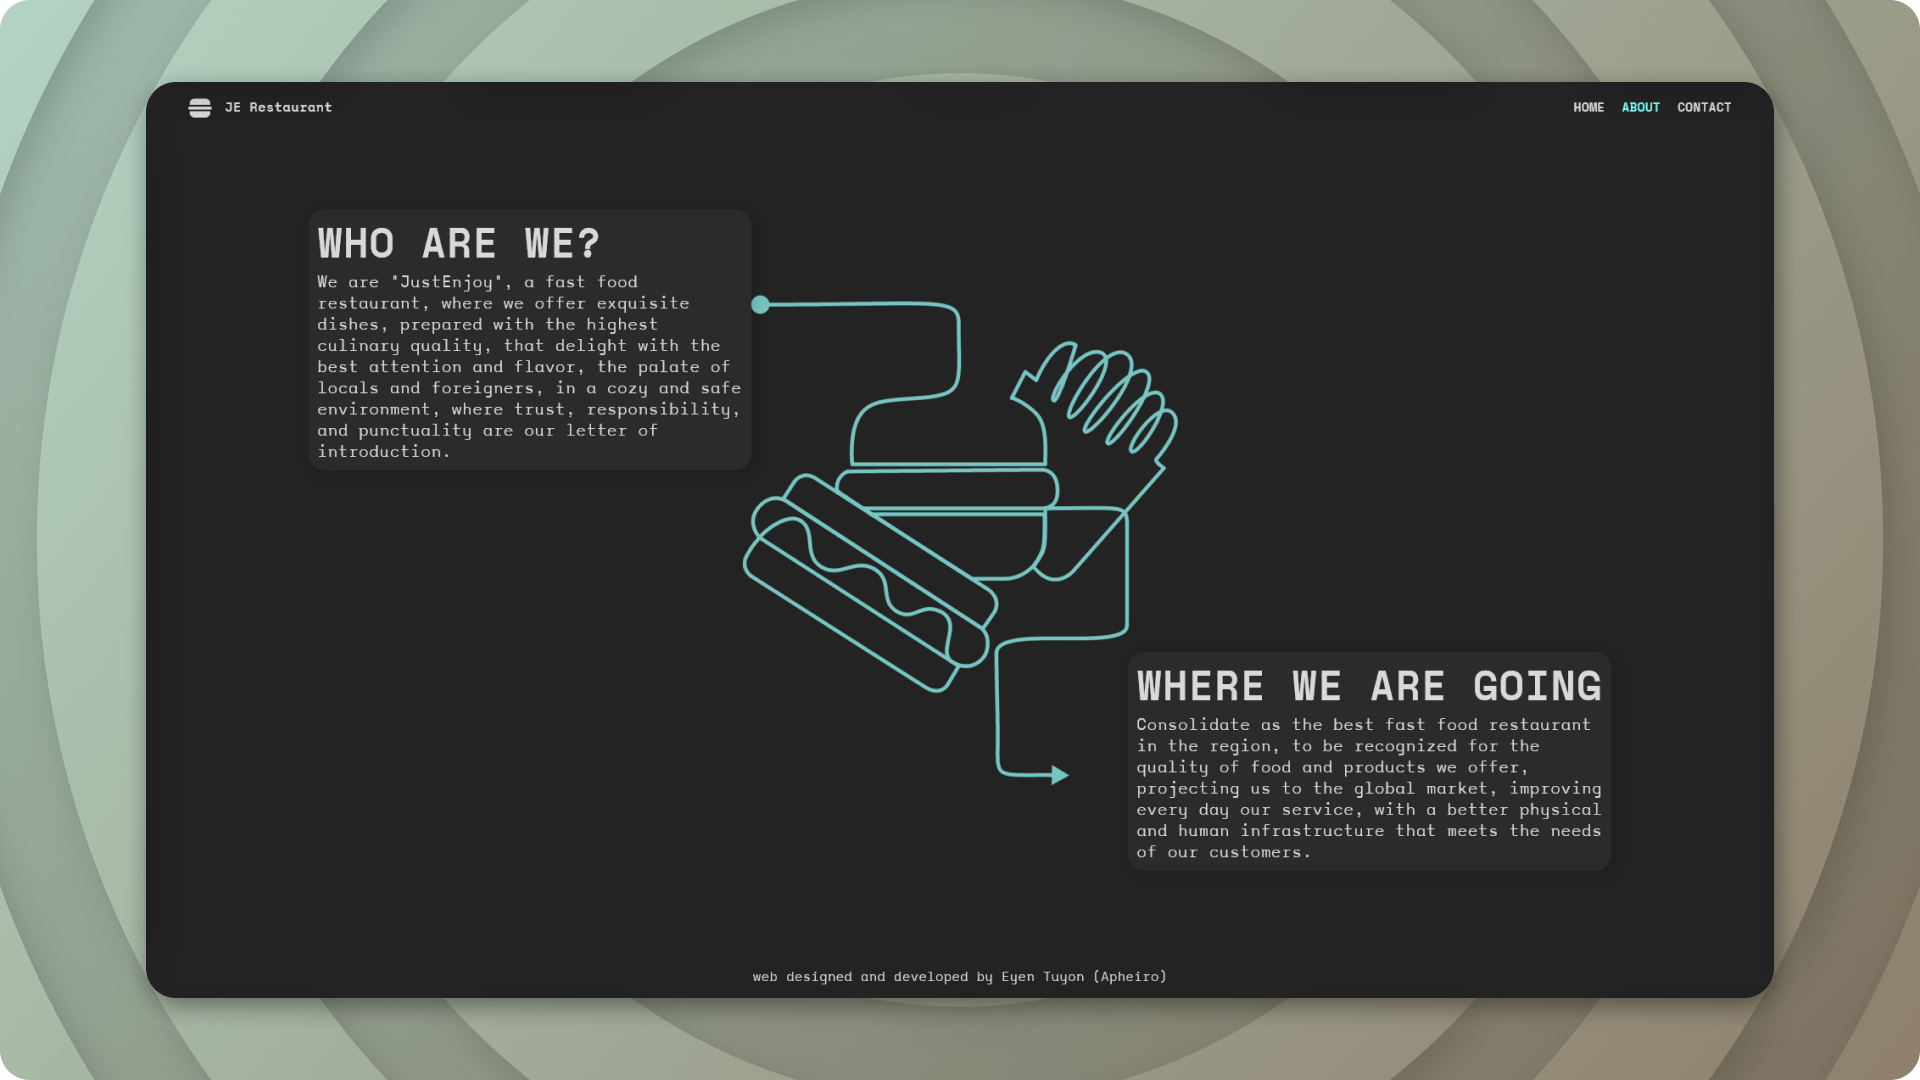 JE Restaurant
HOME ABOUT CONTACT
WHO ARE WE?
We are "JustEnjoy", a fast food
restaurant, where we offer exquisite
dishes, prepared with the highest
culinary quality, that delight with the
best attention and flavor, the palate of
locals and foreigners, in a cozy and safe
environment, where trust, responsibility,
and punctuality are our letter of
introduction.
WHERE WE ARE GOING
Consolidate as the best fast food restaurant
in the region, to be recognized for the
quality of food and products we offer,
projecting us to the global market, improving
every day our service, with a better physical
and human infrastructure that meets the needs
of our customers.
web designed and developed by Eyen Tuyon (Apheiro)